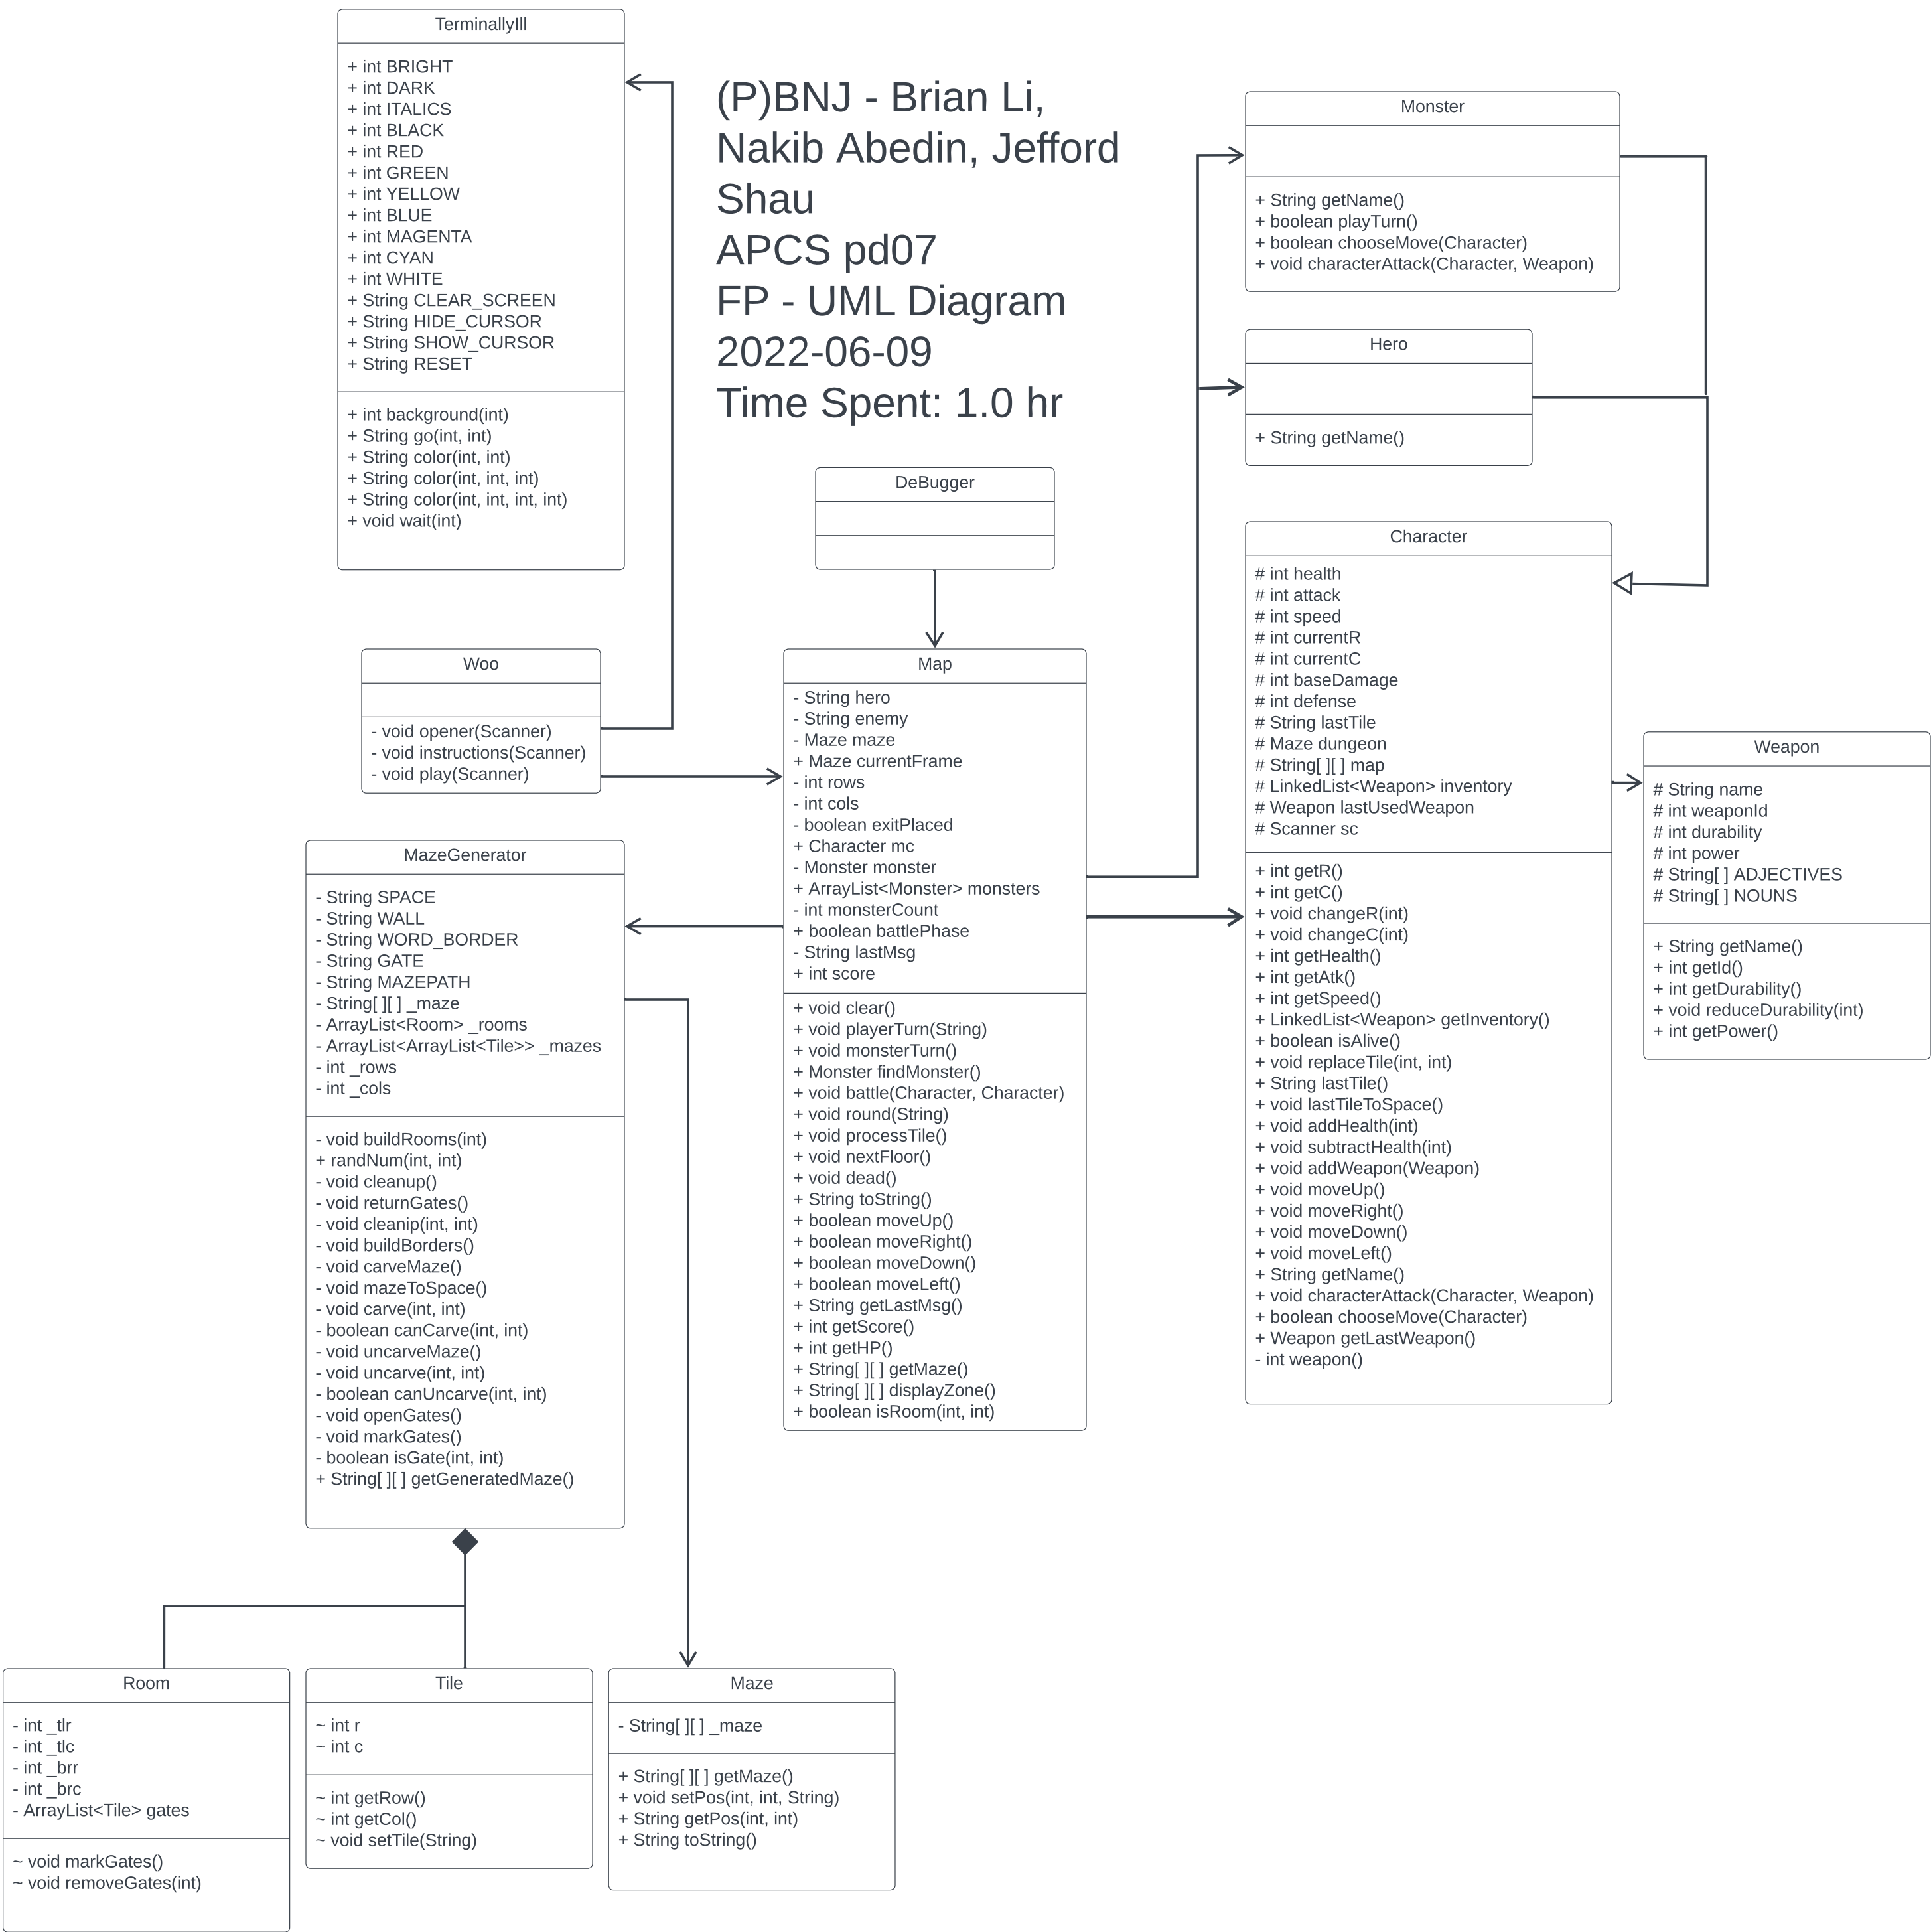 TerminallyIll
+ int BRIGHT
+ int DARK
+ int ITALICS
+ int BLACK
+ int RED
+ int GREEN
+ int YELLOW
+ int BLUE
+ int MAGENTA
+ int CYAN
+ int WHITE
+ String CLEAR_SCREEN
+ String HIDE_CURSOR
+ String SHOW_CURSOR
+ String RESET
+ int background(int)
+ String go(int, int)
+ String color(int, int)
+ String color(int, int, int)
+ String color(int, int, int, int)
+ void wait(int)
(P)BNJ - Brian Li,
Nakib Abedin, Jefford
Shau
APCS pd07
FP - UML Diagram
2022-06-09
Time Spent: 1.0 hr
Monster
+ String getName()
+ boolean playTurn()
+ boolean chooseMove(Character)
+ void characterAttack(Character, Weapon)
Hero
+ String getName()
DeBugger
Woo
- void opener(Scanner)
- void instructions(Scanner)
- void play(Scanner)
Map
- String hero
- String enemy
- Maze maze
+ Maze currentFrame
- int rows
- int cols
- boolean exitPlaced
+ Character mc
- Monster monster
+ ArrayList<Monster> monsters
- int monsterCount
+ boolean battlePhase
- String lastMsg
+ int score
+ void clear()
+ void playerTurn(String)
+ void monsterTurn()
+ Monster findMonster()
+ void battle(Character, Character)
+ void round(String)
+ void processTile()
+ void nextFloor()
+ void dead()
+ String toString()
+ boolean moveUp()
+ boolean moveRight()
+ boolean moveDown()
+ boolean moveLeft()
+ String getLastMsg()
+ int getScore()
+ int getHP()
+ String[ ][ ] getMaze()
+ String[ ][ ] displayZone()
+ boolean isRoom(int, int)
Character
# int health
# int attack
# int speed
# int currentR
# int currentC
# int baseDamage
# int defense
# String lastTile
# Maze dungeon
# String[ ][ ] map
# LinkedList<Weapon> inventory
# Weapon lastUsedWeapon
# Scanner sc
+ int getR()
+ int getC()
+ void changeR(int)
+ void changeC(int)
+ int getHealth()
+ int getAtk()
+ int getSpeed()
+ LinkedList<Weapon> getInventory()
+ boolean isAlive()
+ void replaceTile(int, int)
+ String lastTile()
+ void lastTileToSpace()
+ void addHealth(int)
+ void subtractHealth(int)
+ void addWeapon(Weapon)
+ void moveUp()
+ void moveRight()
+ void moveDown()
+ void moveLeft()
+ String getName()
+ void characterAttack(Character, Weapon)
+ boolean chooseMove(Character)
+ Weapon getLastWeapon()
- int weapon()
Weapon
# String name
# int weaponId
# int durability
# int power
# String[ ] ADJECTIVES
# String[ ] NOUNS
+ String getName()
+ int getId()
+ int getDurability()
+ void reduceDurability(int)
+ int getPower()
MazeGenerator
- String SPACE
- String WALL
- String WORD_BORDER
- String GATE
- String MAZEPATH
- String[ ][ ] _maze
- ArrayList<Room> _rooms
- ArrayList<ArrayList<Tile>> _mazes
- int _rows
- int _cols
- void buildRooms(int)
+ randNum(int, int)
- void cleanup()
- void returnGates()
- void cleanip(int, int)
- void buildBorders()
- void carveMaze()
- void mazeToSpace()
- void carve(int, int)
- boolean canCarve(int, int)
- void uncarveMaze()
- void uncarve(int, int)
- boolean canUncarve(int, int)
- void openGates()
- void markGates()
- boolean isGate(int, int)
+ String[ ][ ] getGeneratedMaze()
Room
- int _tlr
- int _tlc
- int _brr
- int _brc
- ArrayList<Tile> gates
~ void markGates()
~ void removeGates(int)
Tile
~ int r
~ int c
~ int getRow()
~ int getCol()
~ void setTile(String)
Maze
- String[ ][ ] _maze
+ String[ ][ ] getMaze()
+ void setPos(int, int, String)
+ String getPos(int, int)
+ String toString()